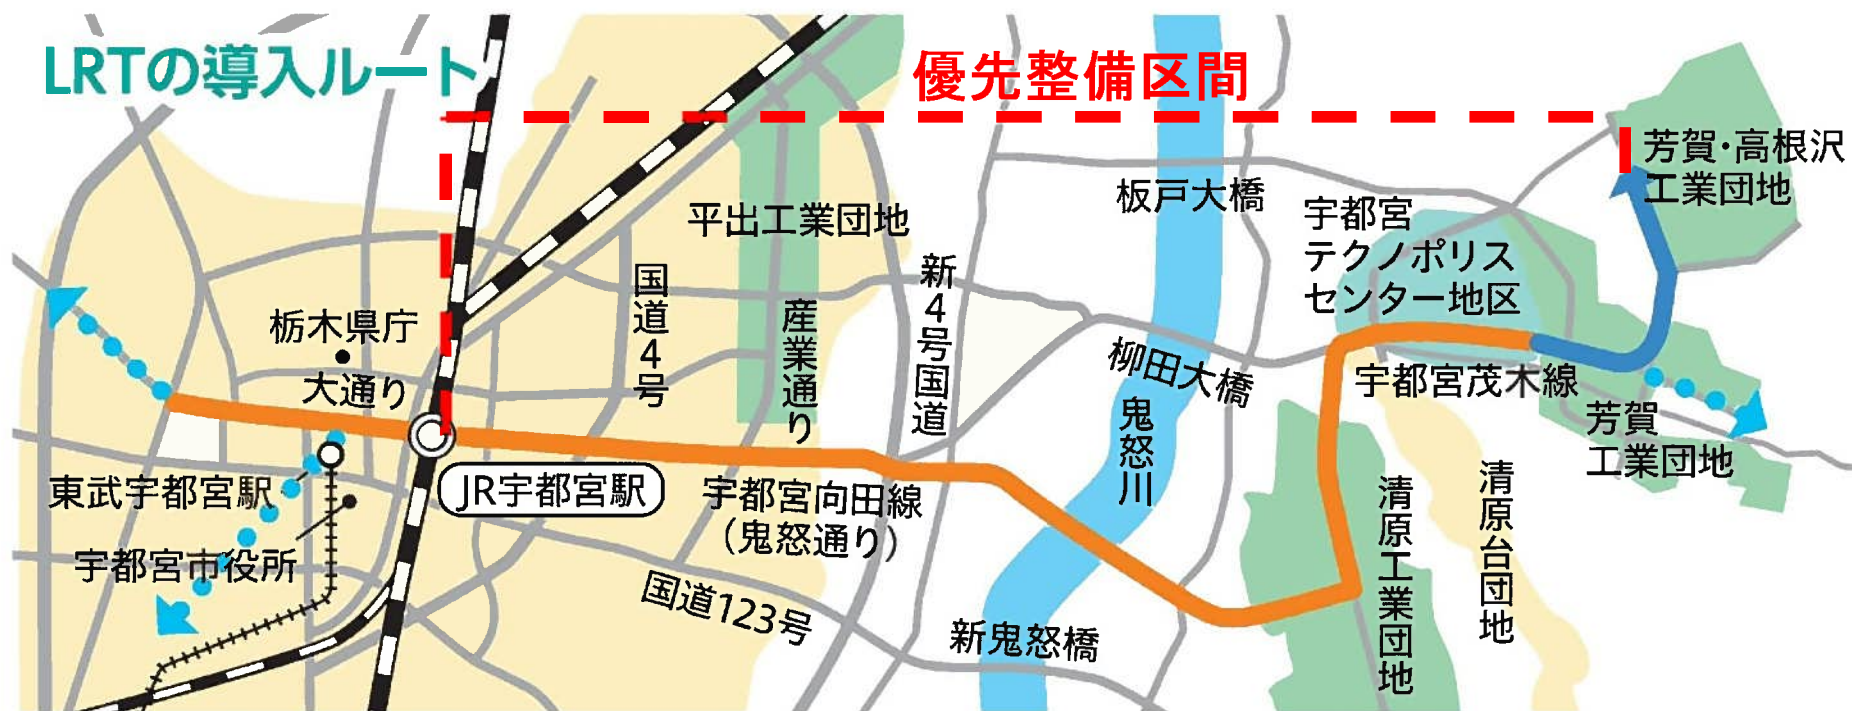 LRTの導入ルート
優先整備区間
芳賀・高根沢
工業団地
板戸大橋
宇都宮
テクノポリス
センター地区
平出工業団地
新4号国道
国道4号
産業通り
栃木県庁
大通り
柳田大橋
宇都宮茂木線
鬼怒川
芳賀
工業団地
東武宇都宮駅
JR宇都宮駅
宇都宮向田線
（鬼怒通り）
清原工業団地
清原台団地
宇都宮市役所
国道123号
新鬼怒橋